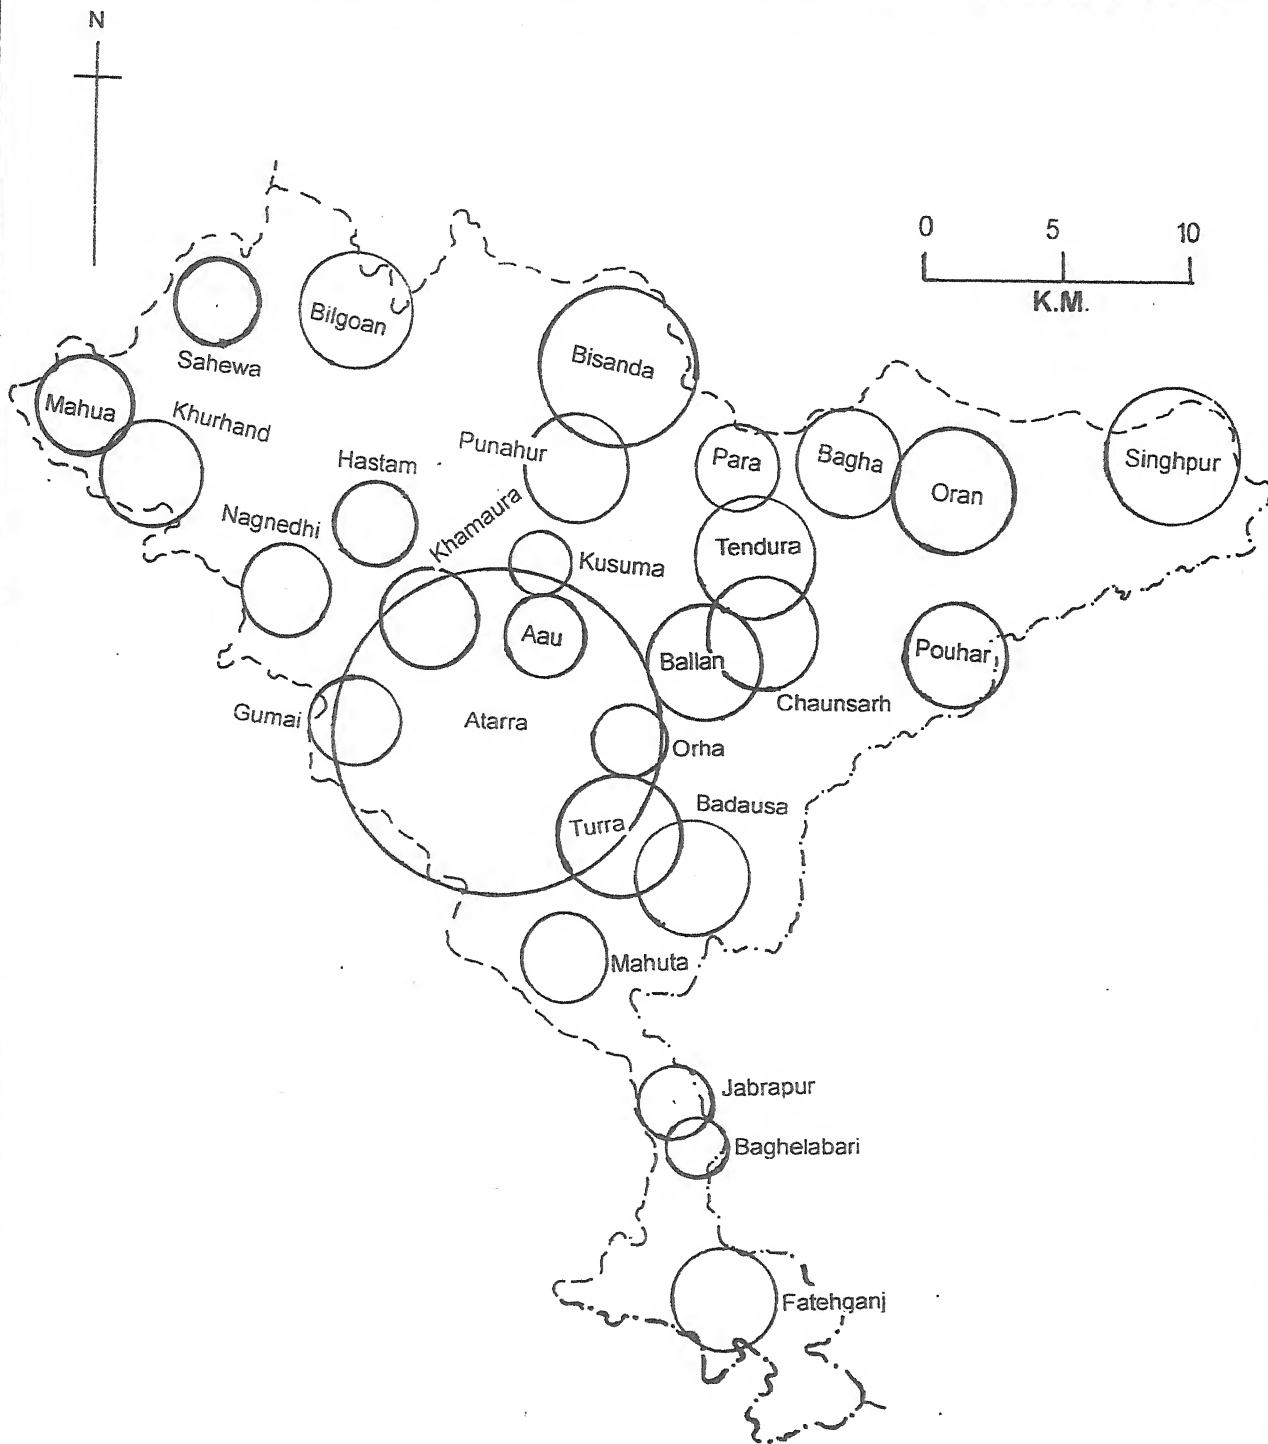 N
0 5 10
K.M.
Bilgoan
Sahewa
Bisanda
Mahua
Khurhand
Punahur
Hastam
Para
Bagha
Oran
Singhpur
Nagnedhi
Khamaura
Kusuma
Tendura
Aau
Ballan
Pouhar
Chaunsarh
Gumai
Atarra
Orha
Badausa
Turra
Mahuta
Jabrapur
Baghelabari
Fatehganj